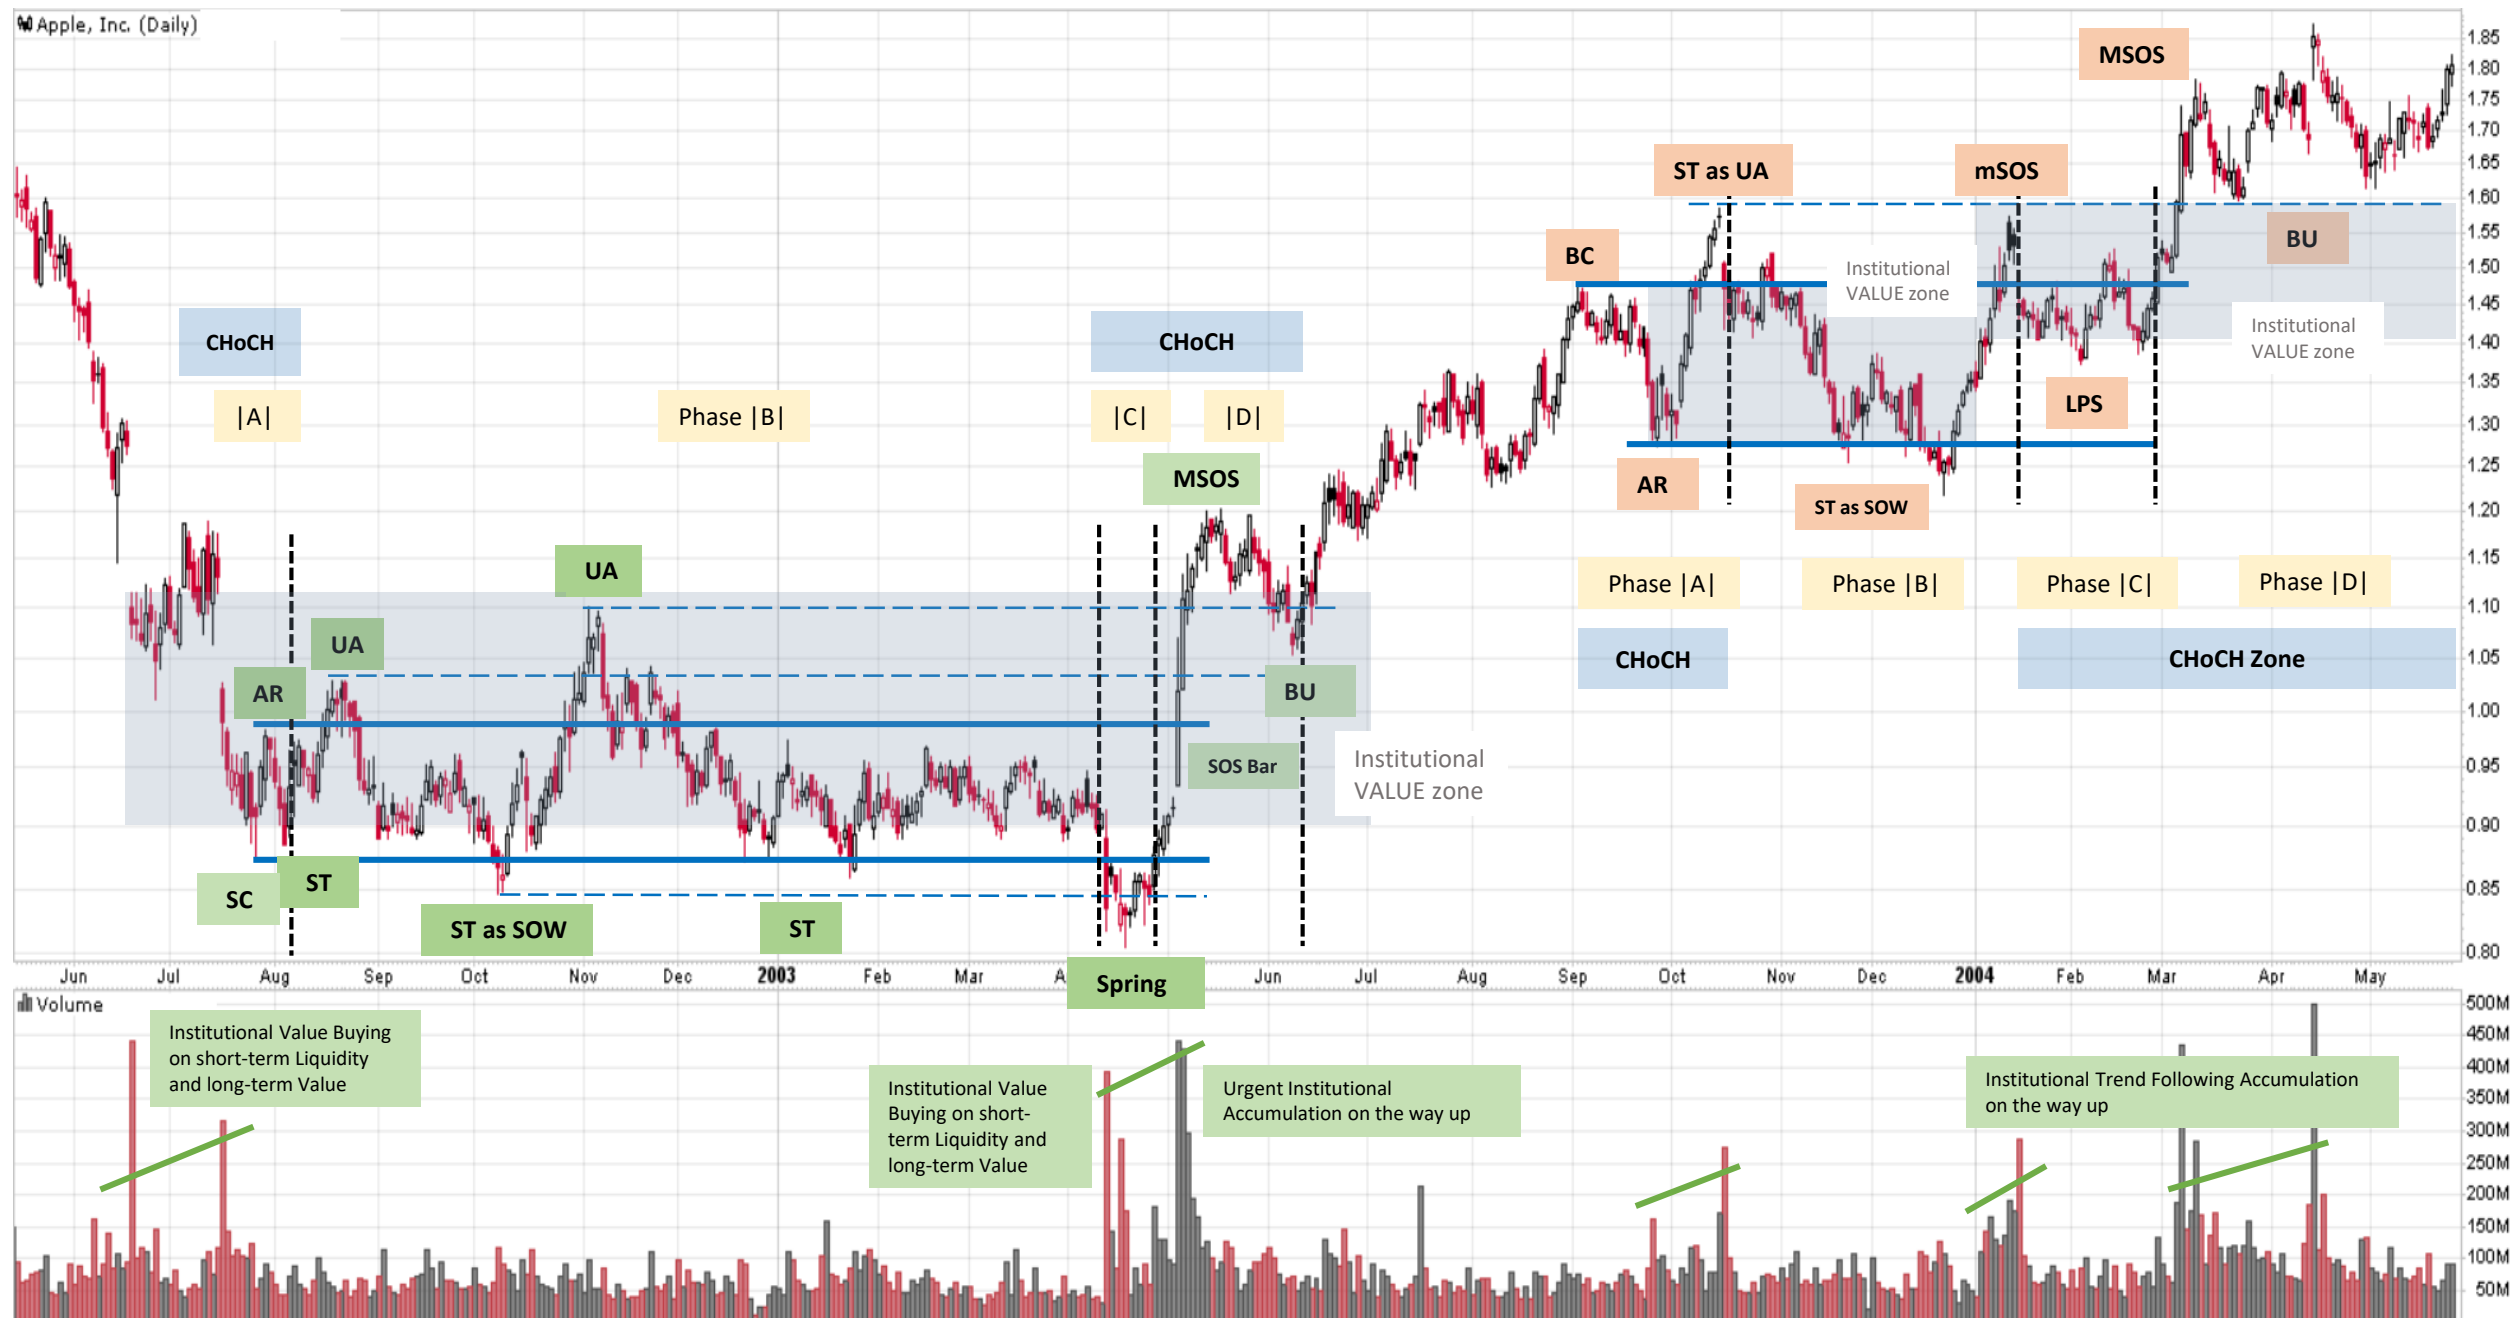 Apple, Inc. (Daily)
MSOS
ST as UA
mSOS
BC
BU
Institutional
VALUE zone
Institutional
VALUE zone
CHoCH
CHoCH
|A|
Phase |B|
|C|
|D|
LPS
MSOS
AR
ST as SOW
UA
Phase |A|
Phase |B|
Phase |C|
Phase |D|
UA
CHoCH
CHoCH Zone
AR
BU
SOS Bar
Institutional
VALUE zone
SC
ST
ST as SOW
ST
Spring
1.85
1.80
1.75
1.70
1.65
1.60
1.55
1.50
1.45
1.40
1.35
1.30
1.25
1.20
1.15
1.10
1.05
1.00
0.95
0.90
0.85
0.80
Jun Jul Aug Sep Oct Nov Dec 2003 Feb Mar Jun Jul Aug Sep Oct Nov Dec 2004 Feb Mar Apr May
Volume
Institutional Value Buying
on short-term Liquidity
and long-term Value
Institutional Value
Buying on short-
term Liquidity and
long-term Value
Urgent Institutional
Accumulation on the way up
Institutional Trend Following Accumulation
on the way up
500M
450M
400M
350M
300M
250M
200M
150M
100M
50M